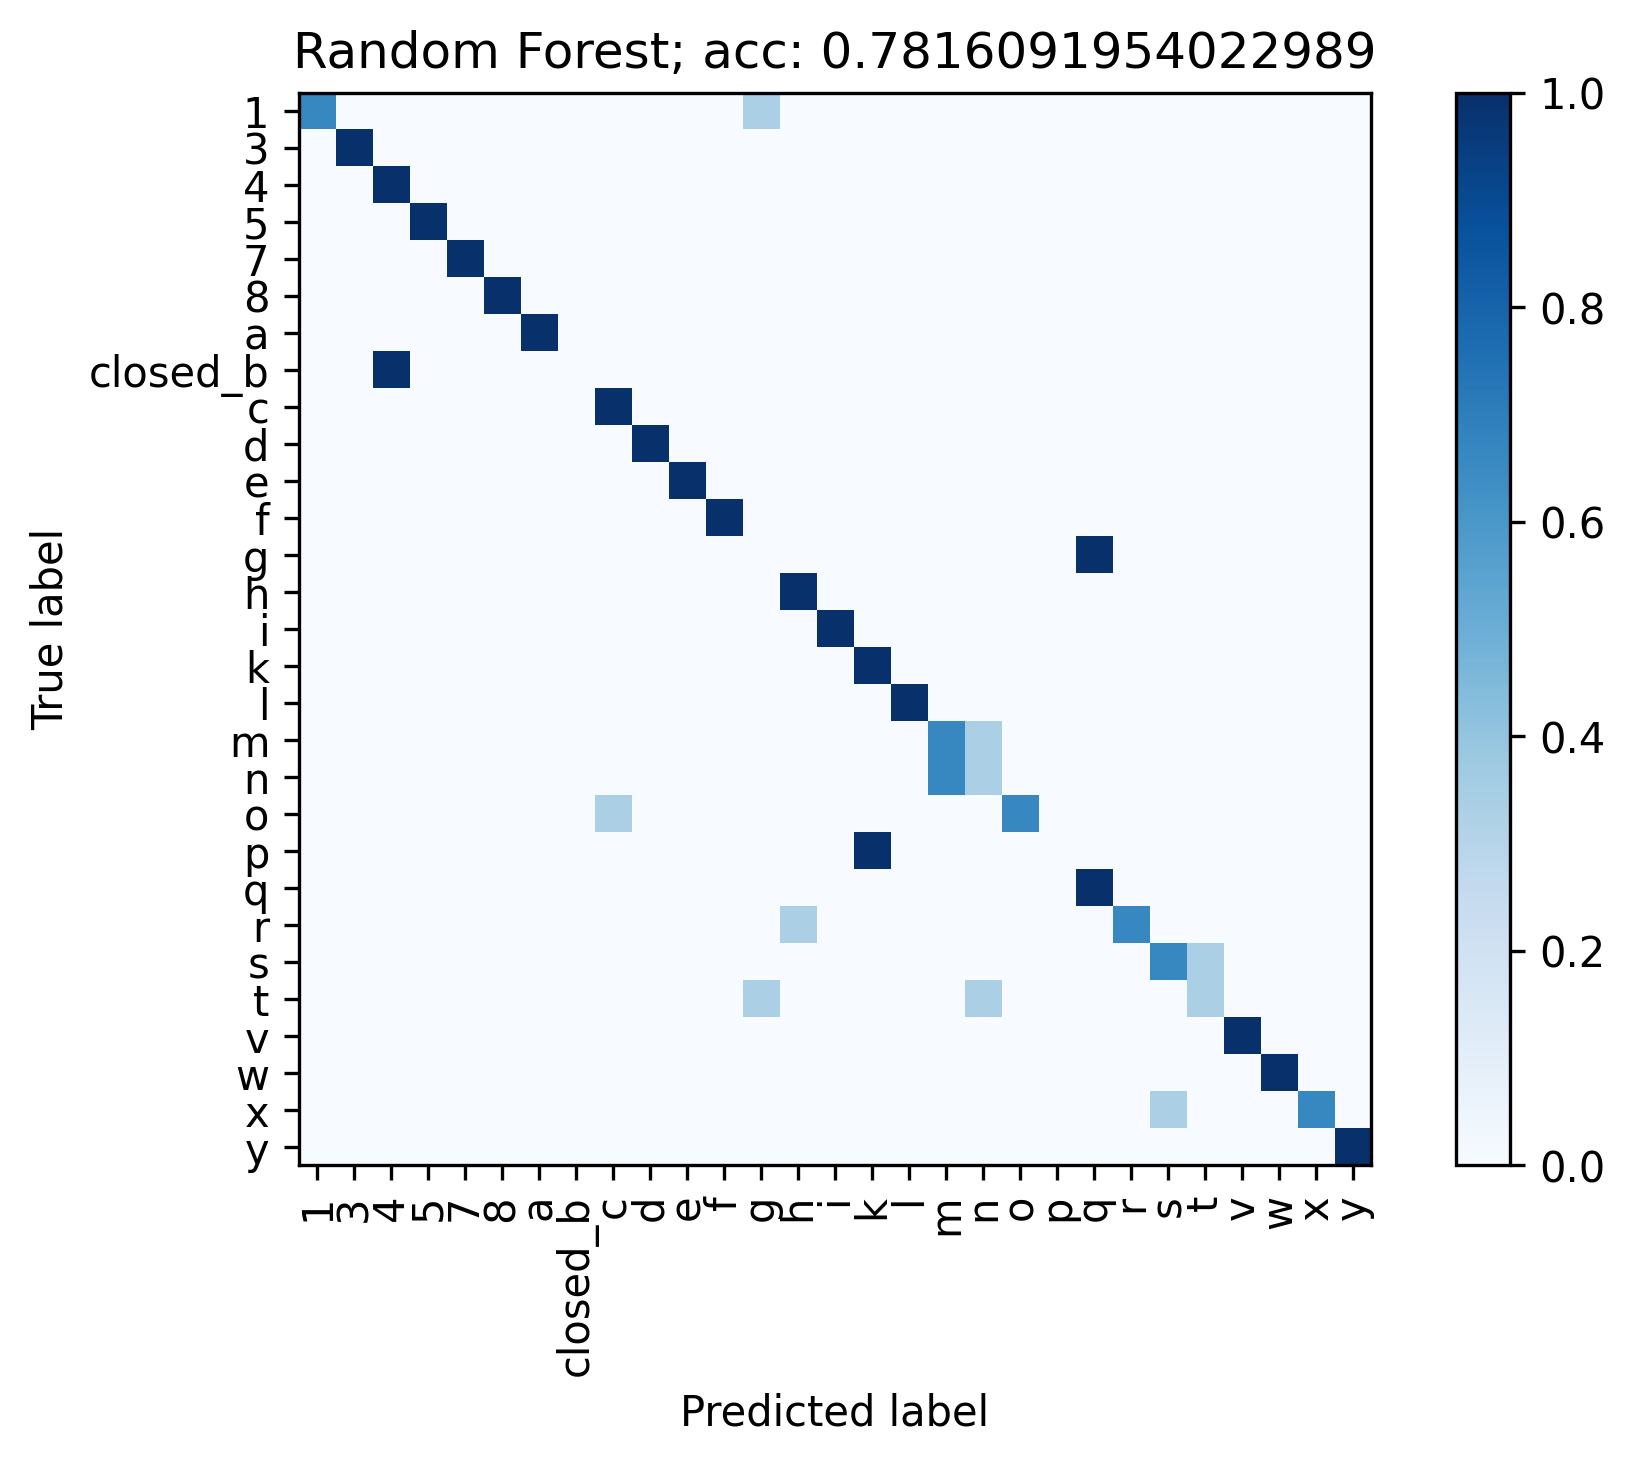 Random Forest; acc: 0.7816091954022989
True label
1
3
4
5
7
8
a
closed_b
c
d
e
f
g
h
i
k
l
m
n
o
p
q
r
s
t
v
w
x
y
1 3 4 5 7 8 a closed_b c d e f g h i k l m n o p q r s t v w x y
Predicted label
1.0
0.8
0.6
0.4
0.2
0.0